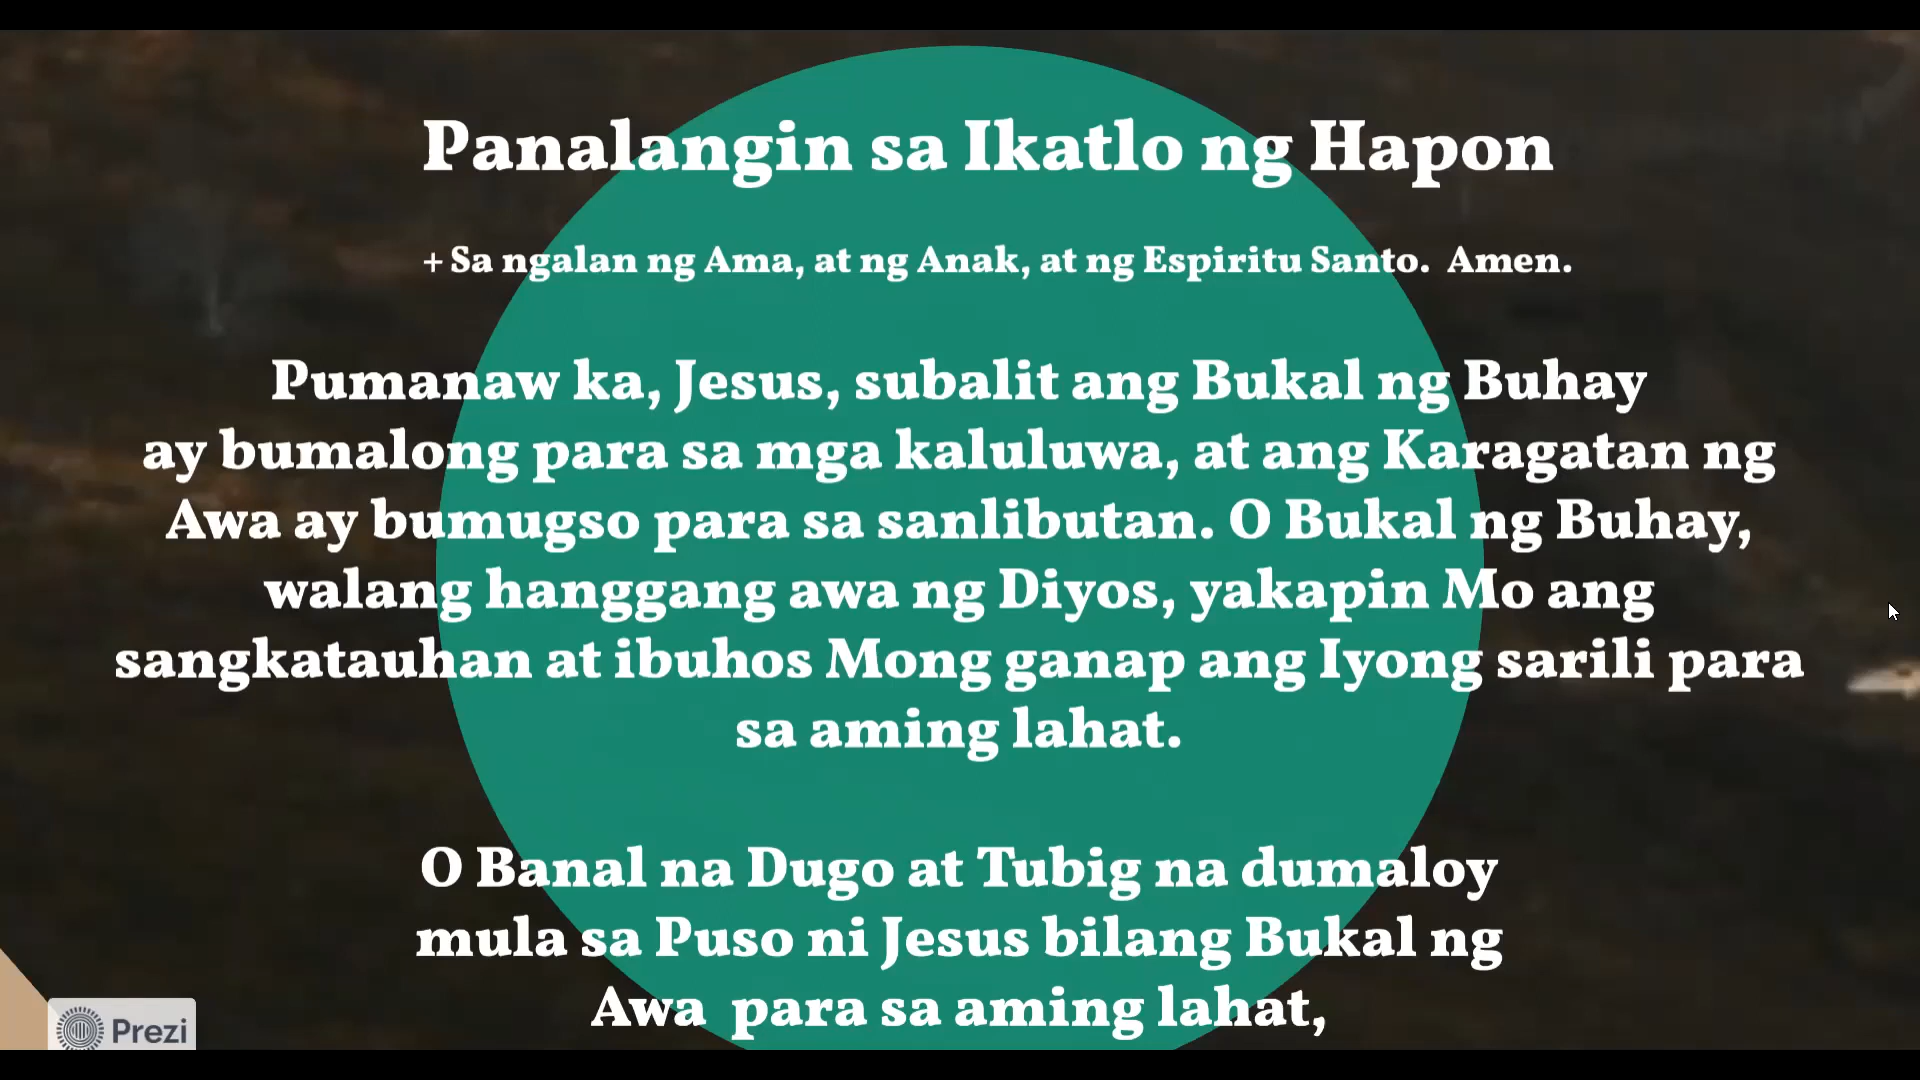 Panalangin sa Ikatlo ng Hapon
+ Sa ngalan ng Ama, at ng Anak, at ng Espiritu Santo.  Amen.
Pumanaw ka, Jesus, subalit ang Bukal ng Buhay
ay bumalong para sa mga kaluluwa, at ang Karagatan ng
Awa ay bumugso para sa sanlibutan. O Bukal ng Buhay,
walang hanggang awa ng Diyos, yakapin Mo ang
sangkatauhan at ibuhos Mong ganap ang Iyong sarili para
sa aming lahat.
O Banal na Dugo at Tubig na dumaloy
mula sa Puso ni Jesus bilang Bukal ng
Awa  para sa aming lahat,
Prezi